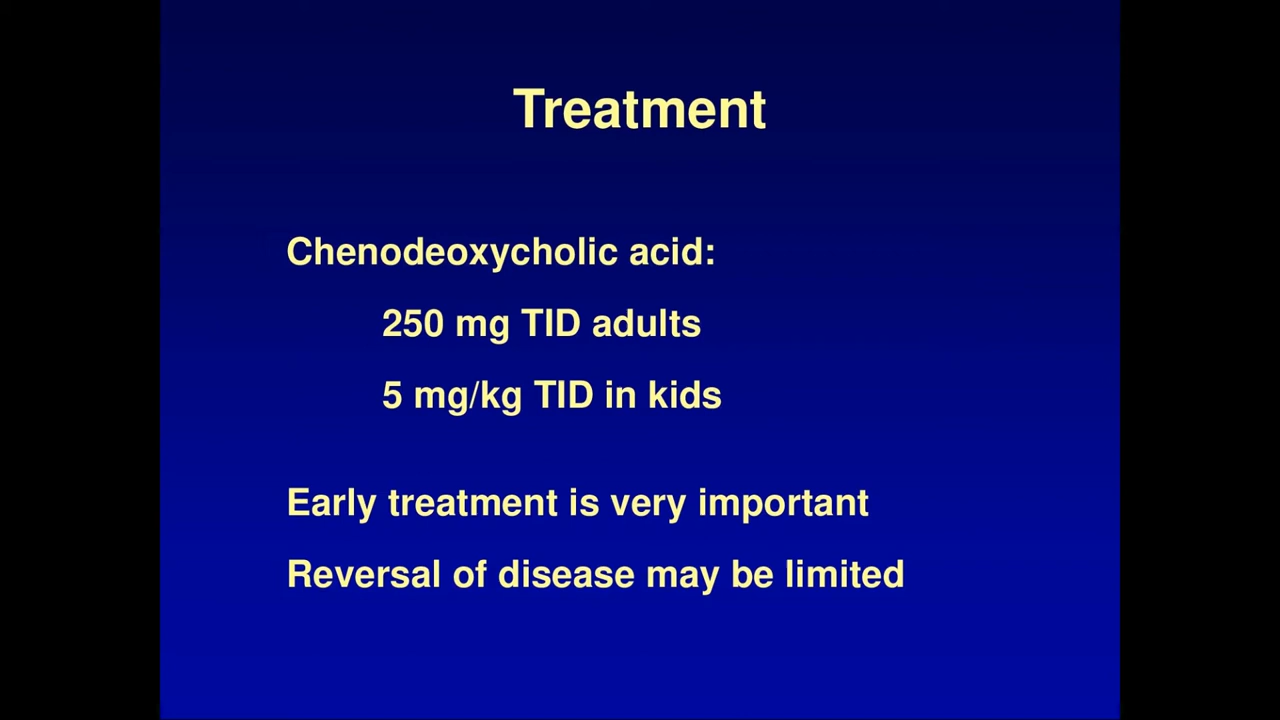 Treatment
Chenodeoxycholic acid:
250 mg TID adults
5 mg/kg TID in kids
Early treatment is very important
Reversal of disease may be limited